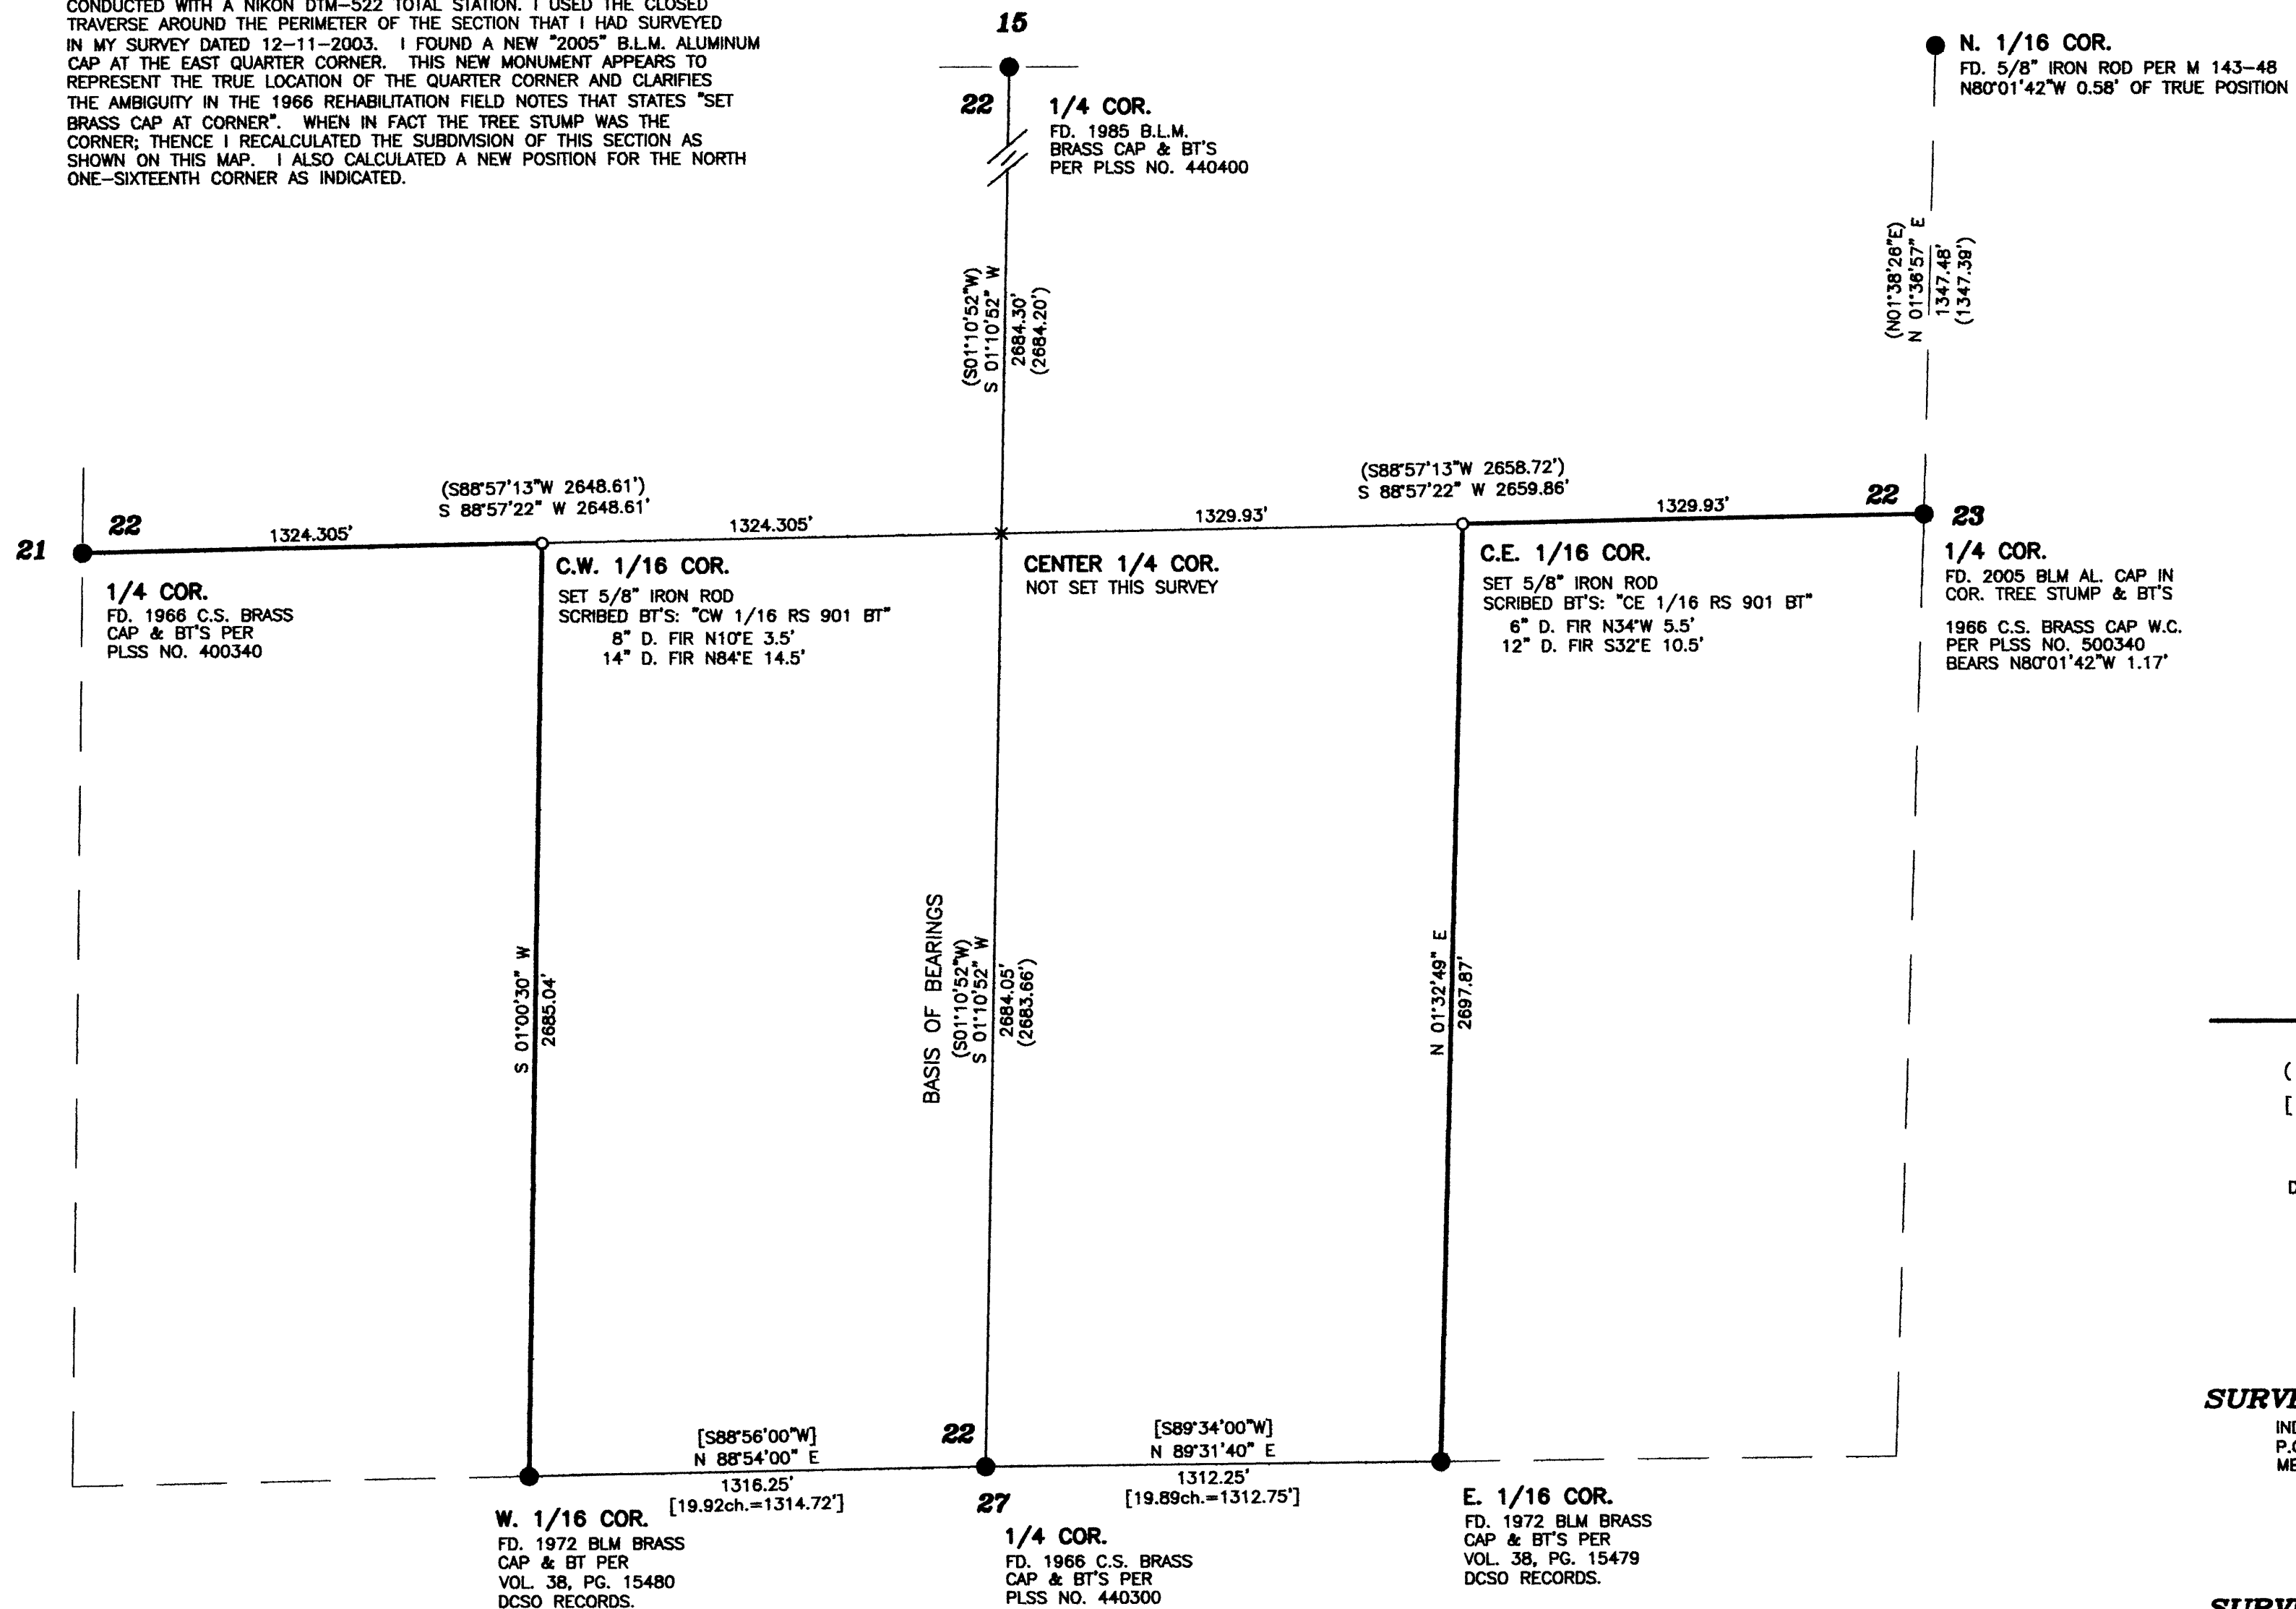 CONDUCTED WITH A NIKON DTM-522 TOTAL STATION. I USED THE CLOSED
TRAVERSE AROUND THE PERIMETER OF THE SECTION THAT I HAD SURVEYED
IN MY SURVEY DATED 12-11-2003. I FOUND A NEW "2005" B.L.M. ALUMINUM
CAP AT THE EAST QUARTER CORNER. THIS NEW MONUMENT APPEARS TO
REPRESENT THE TRUE LOCATION OF THE QUARTER CORNER AND CLARIFIES
THE AMBIGUITY IN THE 1966 REHABILITATION FIELD NOTES THAT STATES "SET
BRASS CAP AT CORNER". WHEN IN FACT THE TREE STUMP WAS THE
CORNER; THENCE I RECALCULATED THE SUBDIVISION OF THIS SECTION AS
SHOWN ON THIS MAP. I ALSO CALCULATED A NEW POSITION FOR THE NORTH
ONE-SIXTEENTH CORNER AS INDICATED.
15
22
1/4 COR.
FD. 1985 B.L.M.
BRASS CAP & BT'S
PER PLSS NO. 440400
N. 1/16 COR.
FD. 5/8" IRON ROD PER M 143-48
N80°01'42"W 0.58' OF TRUE POSITION
(S01°10'52"W)
S 01°10'52" W
2684.30'
(2684.20')
(N01°38'26"E)
N 01°36'57" E
1347.48'
(1347.39')
(S88°57'13"W 2648.61')
S 88°57'22" W 2648.61'
1324.305'
1324.305'
(S88°57'13"W 2658.72')
S 88°57'22" W 2659.86'
1329.93'
1329.93'
21
22
1/4 COR.
FD. 1966 C.S. BRASS
CAP & BT'S PER
PLSS NO. 400340
C.W. 1/16 COR.
SET 5/8" IRON ROD
SCRIBED BT'S: "CW 1/16 RS 901 BT"
8" D. FIR N10°E 3.5'
14" D. FIR N84°E 14.5'
CENTER 1/4 COR.
NOT SET THIS SURVEY
C.E. 1/16 COR.
SET 5/8" IRON ROD
SCRIBED BT'S: "CE 1/16 RS 901 BT"
6" D. FIR N34°W 5.5'
12" D. FIR S32°E 10.5'
22
23
1/4 COR.
FD. 2005 BLM AL. CAP IN
COR. TREE STUMP & BT'S
1966 C.S. BRASS CAP W.C.
PER PLSS NO. 500340
BEARS N80°01'42"W 1.17'
S 01°00'30" W
2685.04'
BASIS OF BEARINGS
(S01°10'52"W)
S 01°10'52" W
2684.05'
(2683.66')
N 01°32'49" E
2697.87'
(
[
D
[S88°56'00"W]
N 88°54'00" E
1316.25'
[19.92ch.=1314.72']
22
27
[S89°34'00"W]
N 89°31'40" E
1312.25'
[19.89ch.=1312.75']
W. 1/16 COR.
FD. 1972 BLM BRASS
CAP & BT PER
VOL. 38, PG. 15480
DCSO RECORDS.
1/4 COR.
FD. 1966 C.S. BRASS
CAP & BT'S PER
PLSS NO. 440300
E. 1/16 COR.
FD. 1972 BLM BRASS
CAP & BT'S PER
VOL. 38, PG. 15479
DCSO RECORDS.
SURVE
IND
P.O
ME